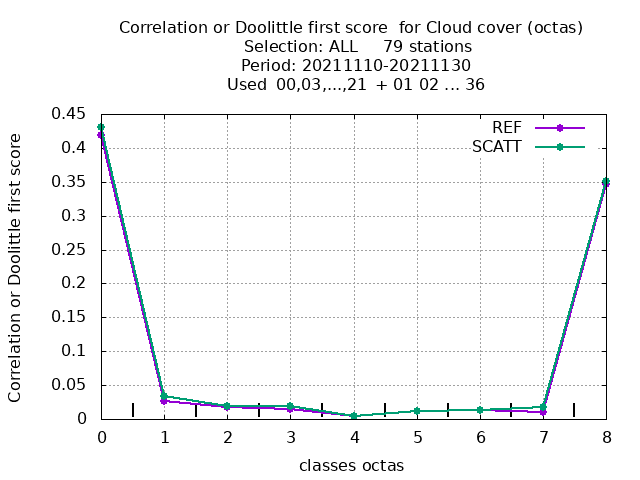 Correlation or Doolittle first score  for Cloud cover (octas)
Selection: ALL     79 stations
Period: 20211110-20211130
Used  00,03,...,21  + 01 02 ... 36
Correlation or Doolittle first score
0.45
0.4
0.35
0.3
0.25
0.2
0.15
0.1
0.05
0
REF
SCATT
0 1 2 3 4 5 6 7 8
classes octas